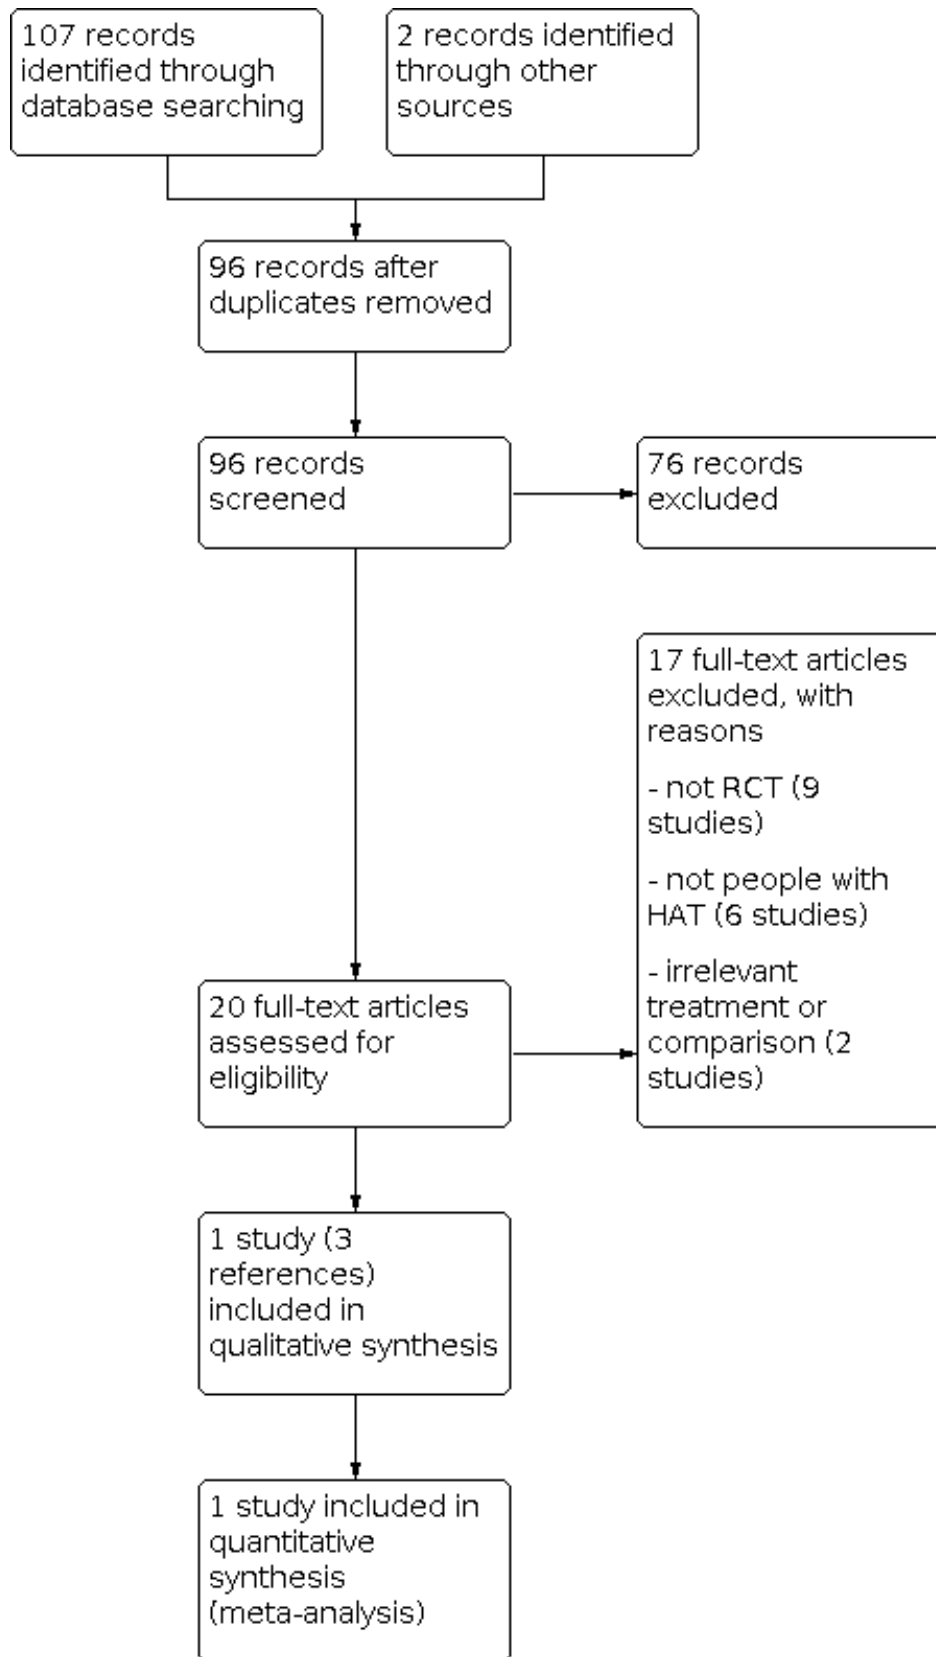 107 records
identified through
database searching
2 records identified
through other
sources
96 records after
duplicates removed
96 records
screened
76 records
excluded
17 full-text articles
excluded, with
reasons
- not RCT (9
studies)
- not people with
HAT (6 studies)
- irrelevant
treatment or
comparison (2
studies)
20 full-text articles
assessed for
eligibility
1 study (3
references)
included in
qualitative synthesis
1 study included in
quantitative
synthesis
(meta-analysis)